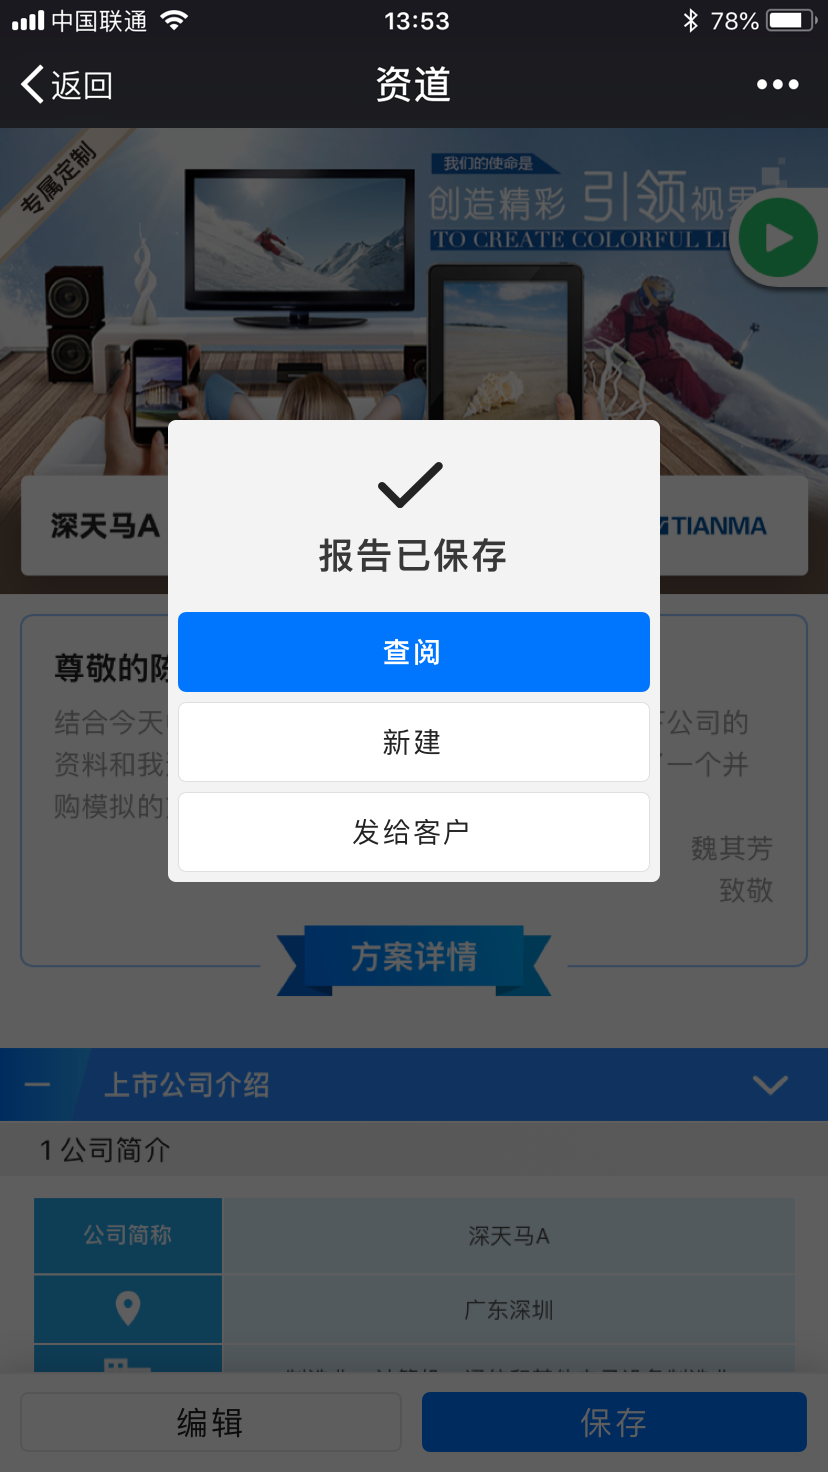 中国联通
13:53
78%
返回
资道
专属定制
我们的使命是
创造精彩 引领视界
TO CREATE COLORFUL LI
深天马A
TIANMA
报告已保存
查阅
新建
发给客户
尊敬的陈
结合今天
公司的
资料和我
一个并
购模拟的
魏其芳
致敬
方案详情
上市公司介绍
1 公司简介
公司简称
深天马A
广东深圳
编辑
保存